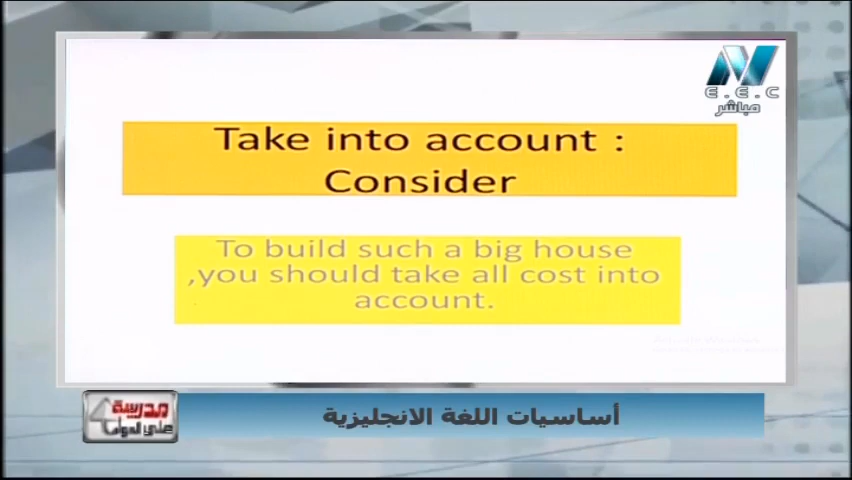 N
E.E.C
مباشر
Take into account :
Consider
To build such a big house
,you should take all cost into
account.
مدرسة
على الهواء
أساسيات اللغة الانجليزية